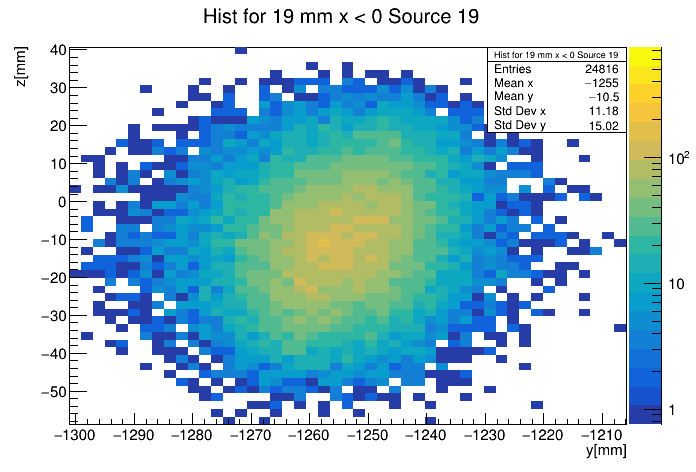 Hist for 19 mm x < 0 Source 19
z[mm]
Hist for 19 mm x < 0 Source 19
Entries 24816
Mean x −1255
Mean y −10.5
Std Dev x 11.18
Std Dev y 15.02
40
30
20
10
0
−10
−20
−30
−40
−50
10²
10
1
−1300 −1290 −1280 −1270 −1260 −1250 −1240 −1230 −1220 −1210
y[mm]